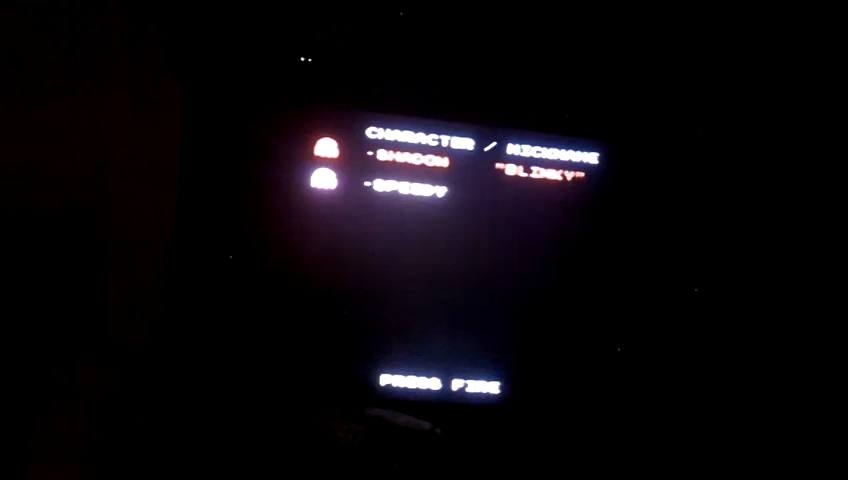 CHARACTER / NICKNAME
-SHADOW "BLINKY"
-SPEEDY
PRESS FIRE